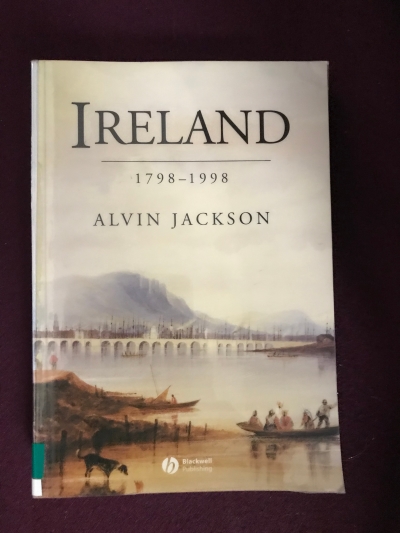 IRELAND
1798–1998
ALVIN JACKSON
b
Blackwell
Publishing